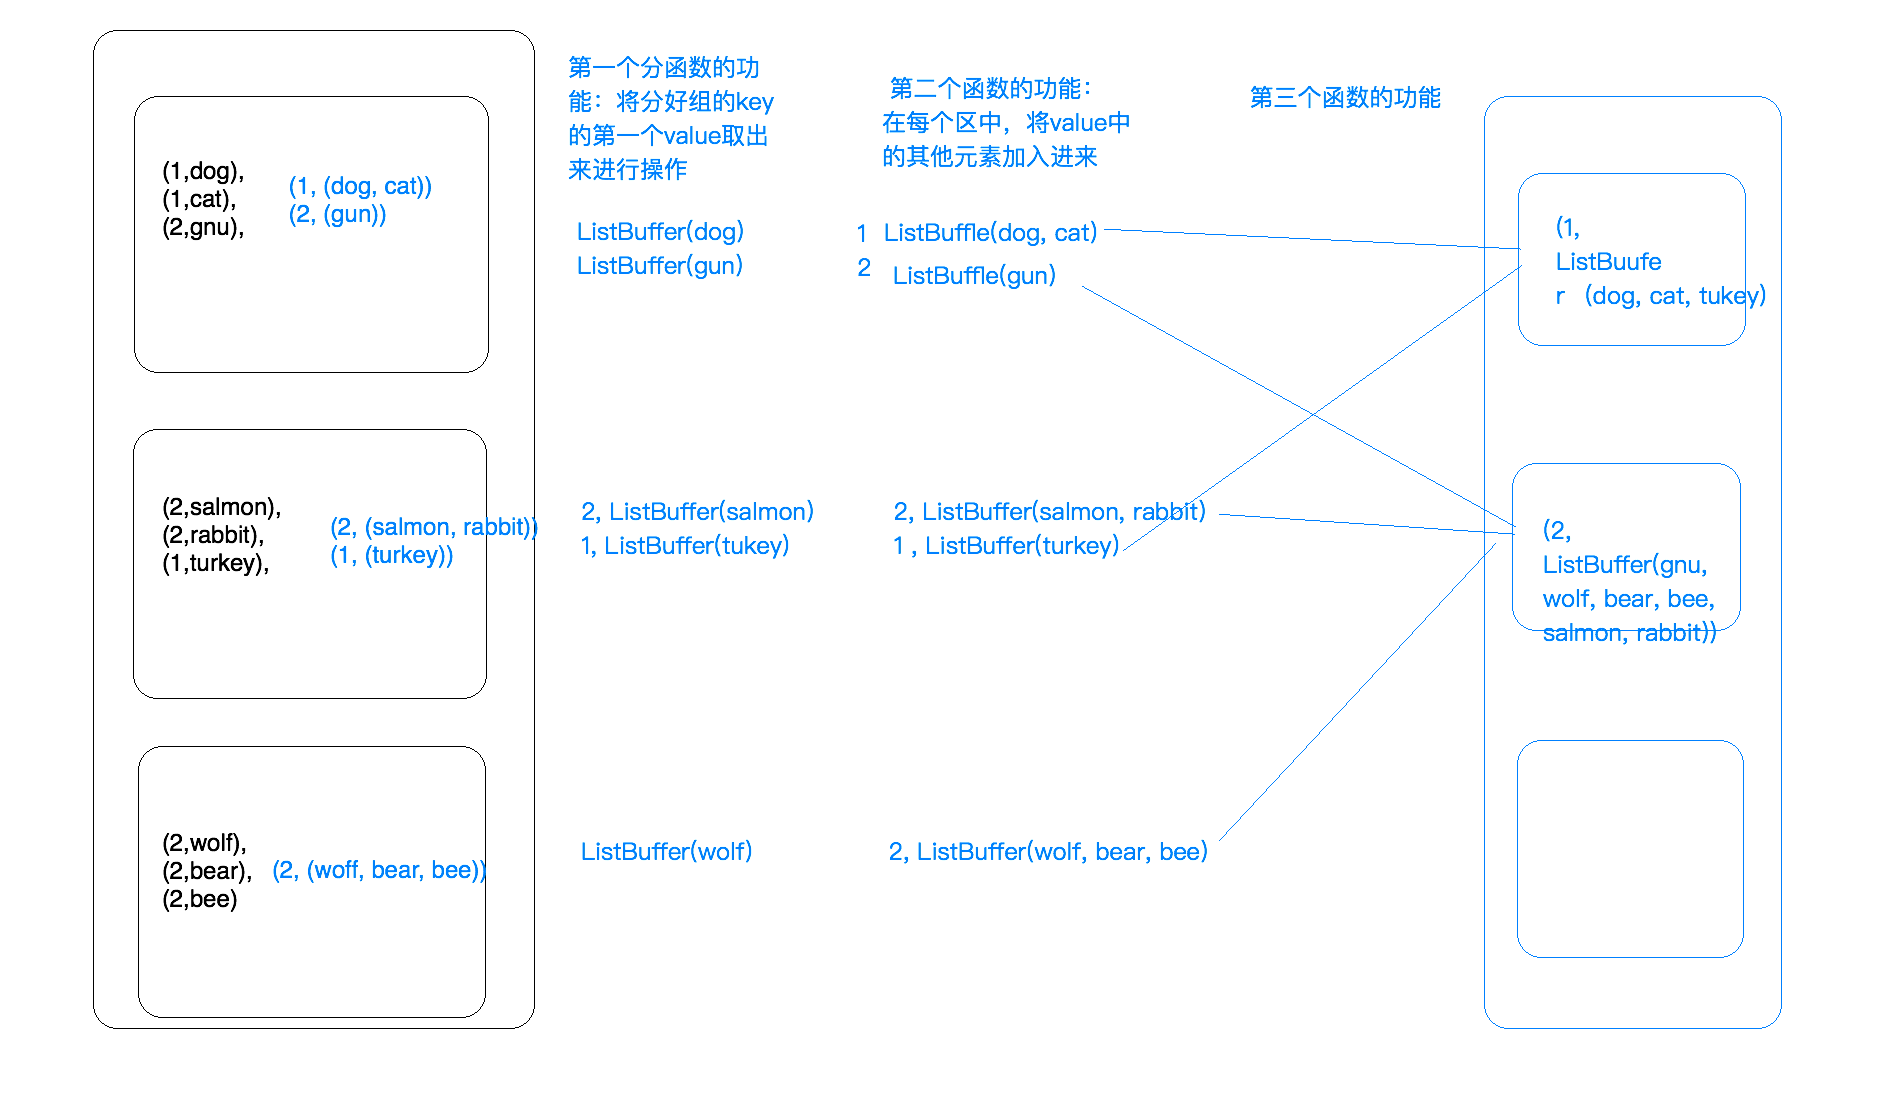 第一个分函数的功
能：将分好组的key
的第一个value取出
来进行操作
第二个函数的功能：
在每个区中，将value中
的其他元素加入进来
第三个函数的功能
(1,dog),
(1,cat),
(2,gnu),
(1, (dog, cat))
(2, (gun))
ListBuffer(dog)
ListBuffer(gun)
1 ListBuffle(dog, cat)
2 ListBuffle(gun)
(1,
ListBuufe
r （dog, cat, tukey)
(2,salmon),
(2,rabbit),
(1,turkey),
(2, (salmon, rabbit))
(1, (turkey))
2, ListBuffer(salmon)
1, ListBuffer(tukey)
2, ListBuffer(salmon, rabbit)
1 , ListBuffer(turkey)
(2,
ListBuffer(gnu,
wolf, bear, bee,
salmon, rabbit))
(2,wolf),
(2,bear),
(2,bee)
(2, (woff, bear, bee))
ListBuffer(wolf)
2, ListBuffer(wolf, bear, bee)